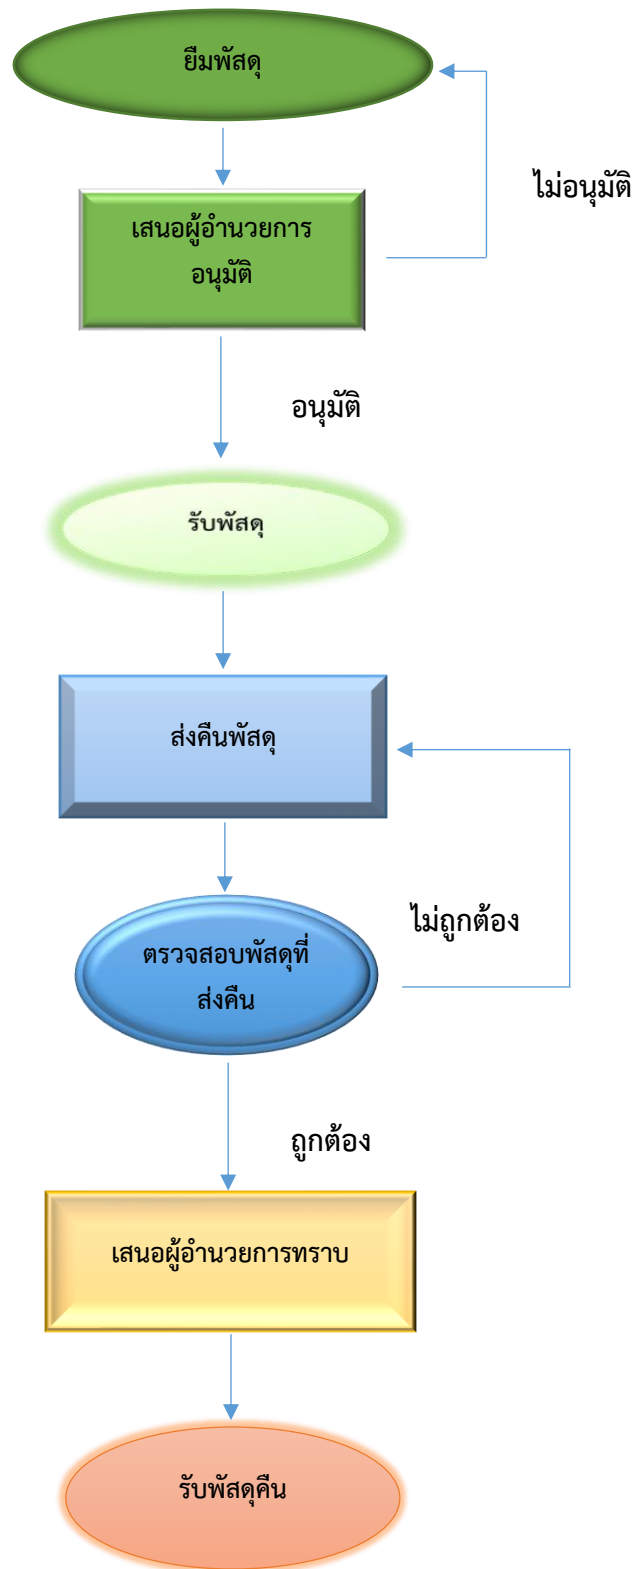 ยืมพัสดุ
ไม่อนุมัติ
เสนอผู้อำนวยการ
อนุมัติ
อนุมัติ
รับพัสดุ
ส่งคืนพัสดุ
ไม่ถูกต้อง
ตรวจสอบพัสดุที่
ส่งคืน
ถูกต้อง
เสนอผู้อำนวยการทราบ
รับพัสดุคืน